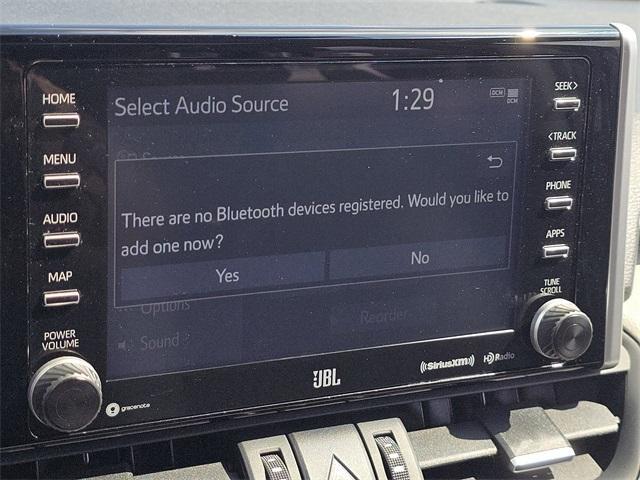 HOME
MENU
AUDIO
MAP
POWER
VOLUME
Select Audio Source
1:29
DCM
DCM
There are no Bluetooth devices registered. Would you like to
add one now?
Yes
No
Options
Reorder
Sound
SEEK>
<TRACK
PHONE
APPS
TUNE
SCROLL
gracenote
JBL
((SiriusXM))
HD Radio